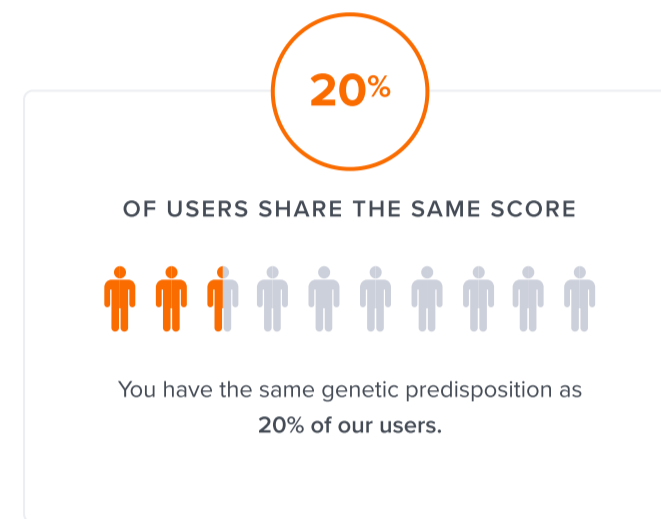 20%
OF USERS SHARE THE SAME SCORE
You have the same genetic predisposition as
20% of our users.